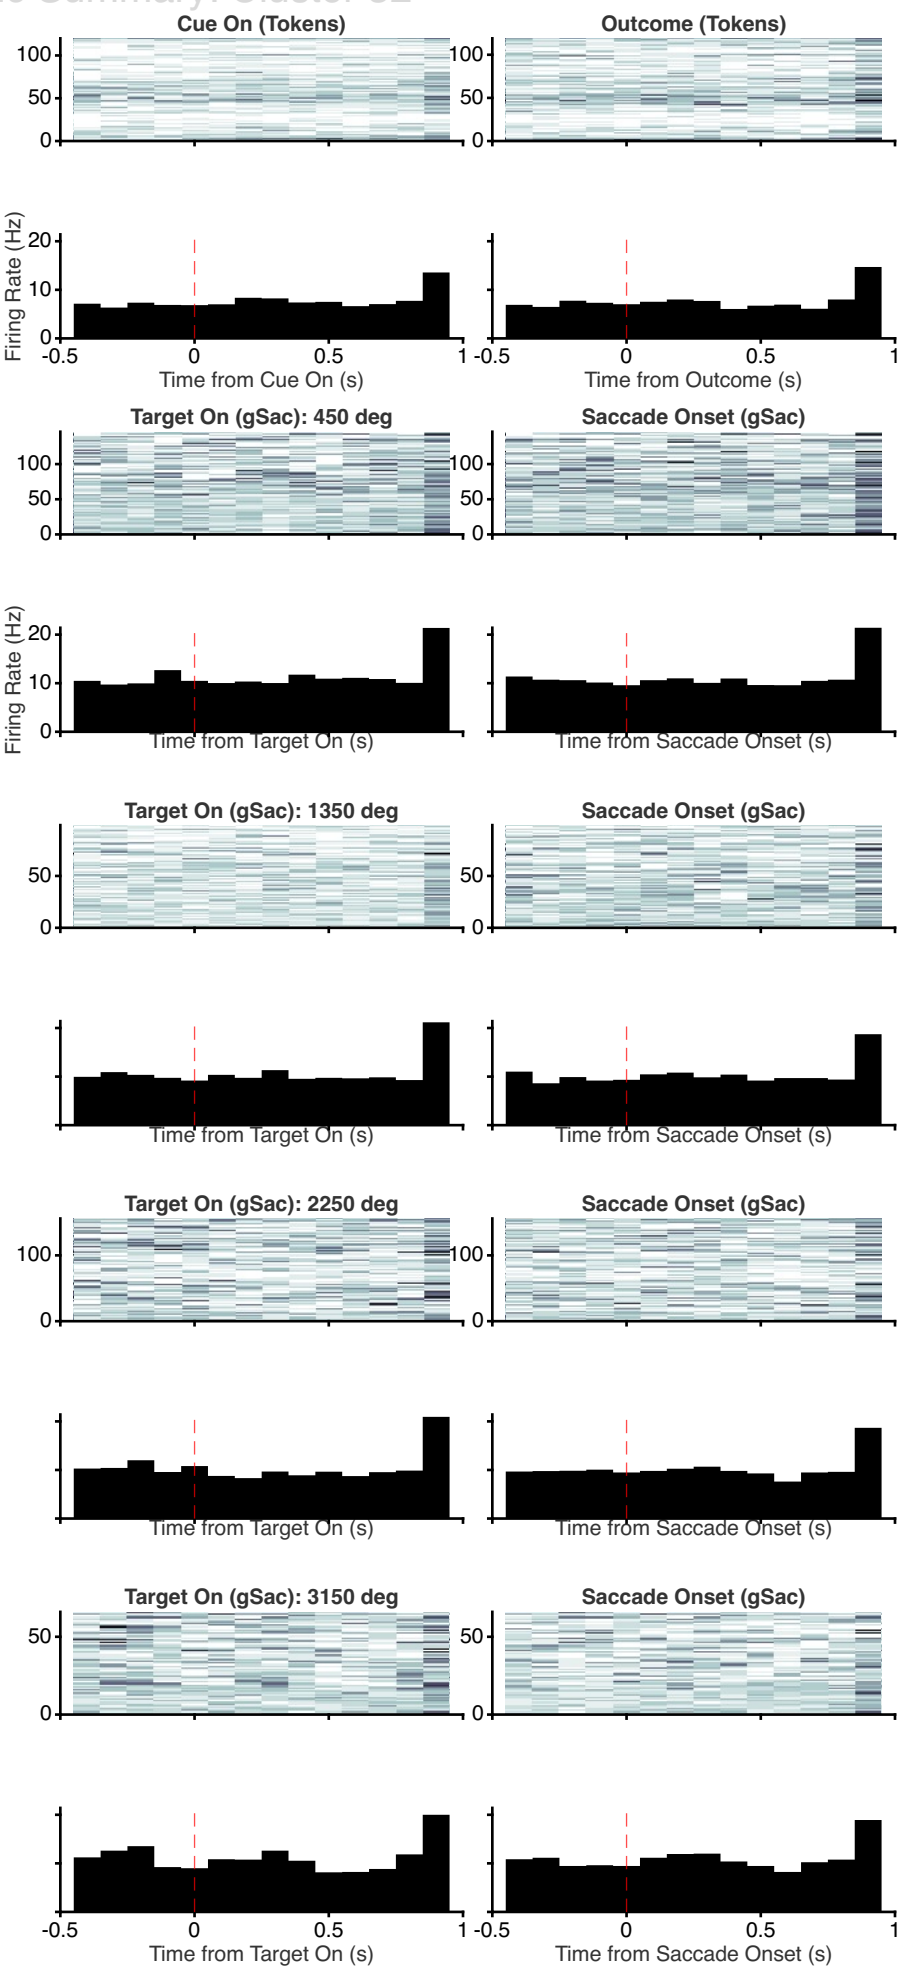 Summary: Cluster
Cue On (Tokens) Outcome (Tokens)
100 100
50 50
0 0
Firing Rate (Hz)
20
10
0
-0.5 0 0.5 1 -0.5 0 0.5 1
Time from Cue On (s) Time from Outcome (s)
Target On (gSac): 450 deg Saccade Onset (gSac)
100 100
50 50
0 0
Firing Rate (Hz)
20
10
0
Time from Target On (s) Time from Saccade Onset (s)
Target On (gSac): 1350 deg Saccade Onset (gSac)
50 50
0 0
Time from Target On (s) Time from Saccade Onset (s)
Target On (gSac): 2250 deg Saccade Onset (gSac)
100 100
0 0
Time from Target On (s) Time from Saccade Onset (s)
Target On (gSac): 3150 deg Saccade Onset (gSac)
50 50
0 0
-0.5 0 0.5 1 -0.5 0 0.5 1
Time from Target On (s) Time from Saccade Onset (s)